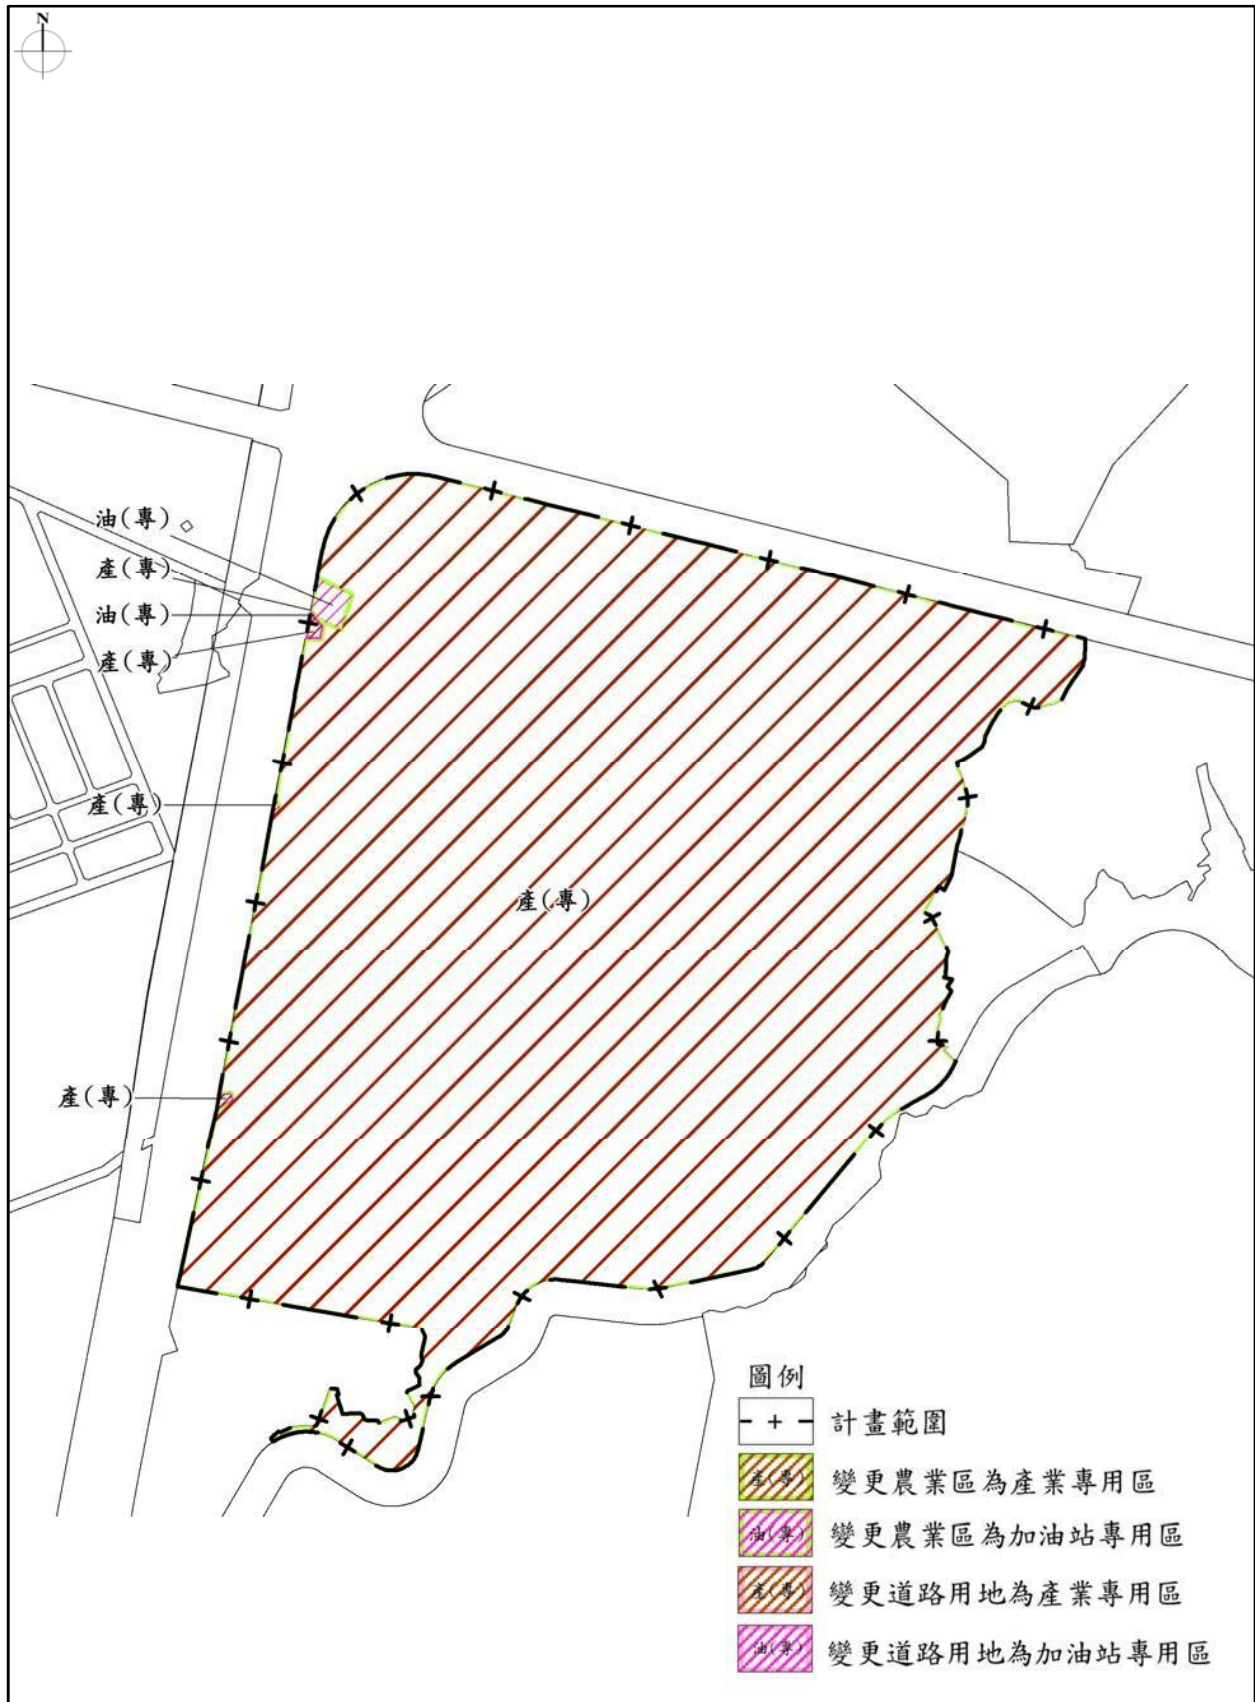 N
油(專)
產(專)
油(專)
產(專)
產(專)
產(專)
產(專)
圖例
計畫範圍
產(專) 變更農業區為產業專用區
油(專) 變更農業區為加油站專用區
產(專) 變更道路用地為產業專用區
油(專) 變更道路用地為加油站專用區